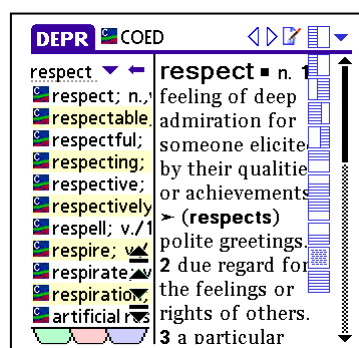 DEPR COED
respect
respect; n.,
respectable,
respectful;
respecting;
respective;
respectively
respell; v./1
respire; v.
respirate; v
respiration;
artificial res
respect ▪ n. 1
feeling of deep
admiration for
someone elicite
by their qualitie
or achievements
➢ (respects)
polite greetings.
2 due regard for
the feelings or
rights of others.
3 a particular